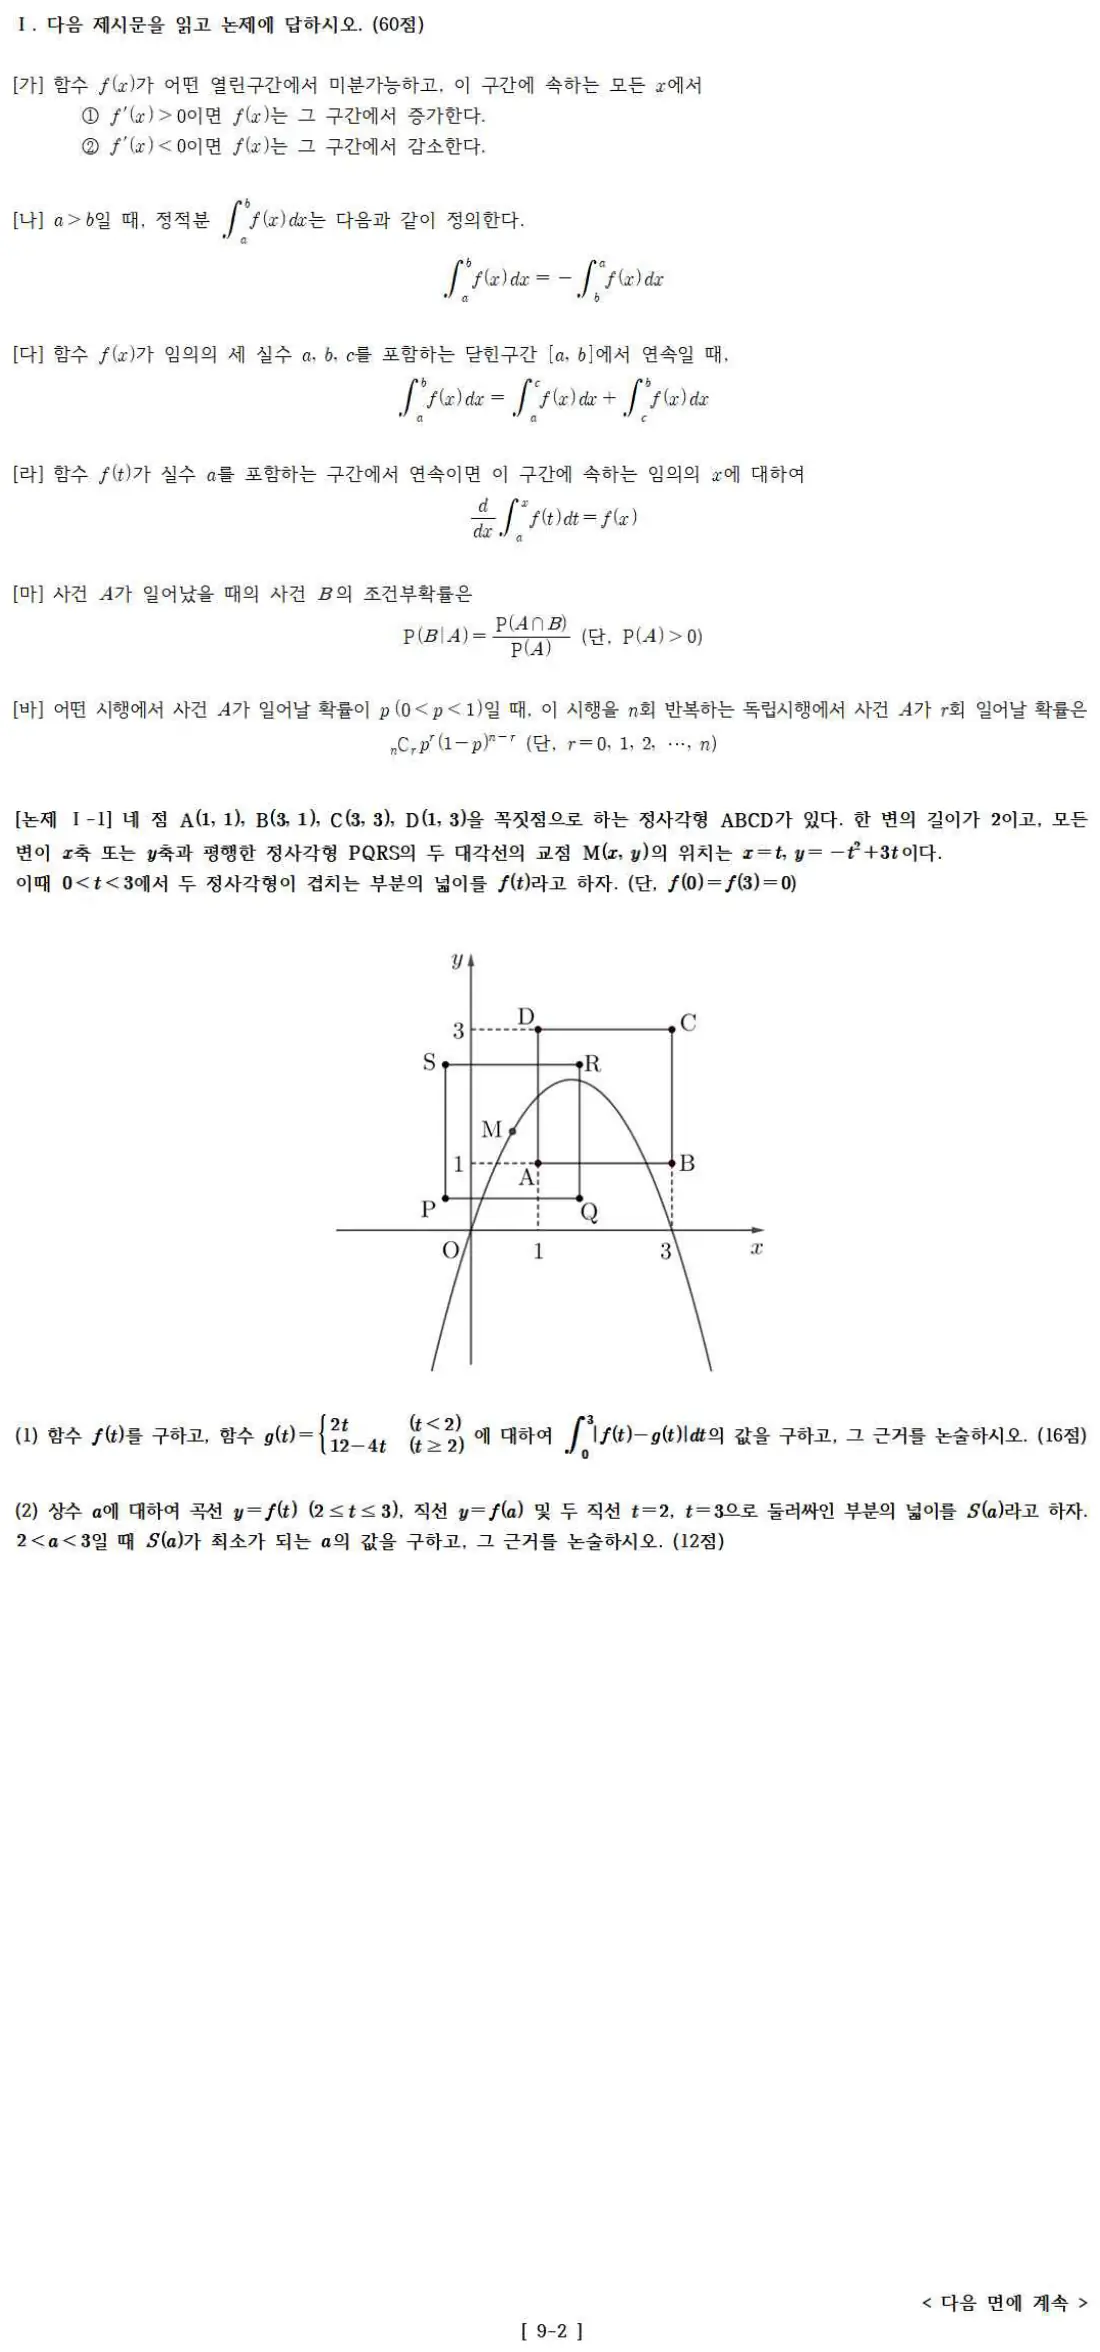 Ⅰ. 다음 제시문을 읽고 논제에 답하시오. (60점)
[가] 함수 f(x)가 어떤 열린구간에서 미분가능하고, 이 구간에 속하는 모든 x에서
① f′(x)>0이면 f(x)는 그 구간에서 증가한다.
② f′(x)<0이면 f(x)는 그 구간에서 감소한다.
[나] a>b일 때, 정적분 ∫_a^b f(x)dx는 다음과 같이 정의한다.
∫_a^b f(x)dx = -∫_b^a f(x)dx
[다] 함수 f(x)가 임의의 세 실수 a, b, c를 포함하는 닫힌구간 [a, b]에서 연속일 때,
∫_a^b f(x)dx = ∫_a^c f(x)dx + ∫_c^b f(x)dx
[라] 함수 f(t)가 실수 a를 포함하는 구간에서 연속이면 이 구간에 속하는 임의의 x에 대하여
d/dx ∫_a^x f(t)dt = f(x)
[마] 사건 A가 일어났을 때의 사건 B의 조건부확률은
P(B|A) = P(A∩B)/P(A) (단, P(A)>0)
[바] 어떤 시행에서 사건 A가 일어날 확률이 p (0<p<1)일 때, 이 시행을 n회 반복하는 독립시행에서 사건 A가 r회 일어날 확률은
ₙCᵣ p^r (1-p)^(n-r) (단, r=0, 1, 2, ⋯, n)
[논제 Ⅰ-1] 네 점 A(1, 1), B(3, 1), C(3, 3), D(1, 3)을 꼭짓점으로 하는 정사각형 ABCD가 있다. 한 변의 길이가 2이고, 모든
변이 x축 또는 y축과 평행한 정사각형 PQRS의 두 대각선의 교점 M(x, y)의 위치는 x=t, y=-t²+3t이다.
이때 0<t<3에서 두 정사각형이 겹치는 부분의 넓이를 f(t)라고 하자. (단, f(0)=f(3)=0)
y
D
3
C
S
R
M
1
A
B
P
Q
O
1
3
x
(1) 함수 f(t)를 구하고, 함수 g(t)={2t (t<2) 12-4t (t≥2) 에 대하여 ∫_0^3 |f(t)-g(t)|dt의 값을 구하고, 그 근거를 논술하시오. (16점)
(2) 상수 a에 대하여 곡선 y=f(t) (2≤t≤3), 직선 y=f(a) 및 두 직선 t=2, t=3으로 둘러싸인 부분의 넓이를 S(a)라고 하자.
2<a<3일 때 S(a)가 최소가 되는 a의 값을 구하고, 그 근거를 논술하시오. (12점)
< 다음 면에 계속 >
[ 9-2 ]